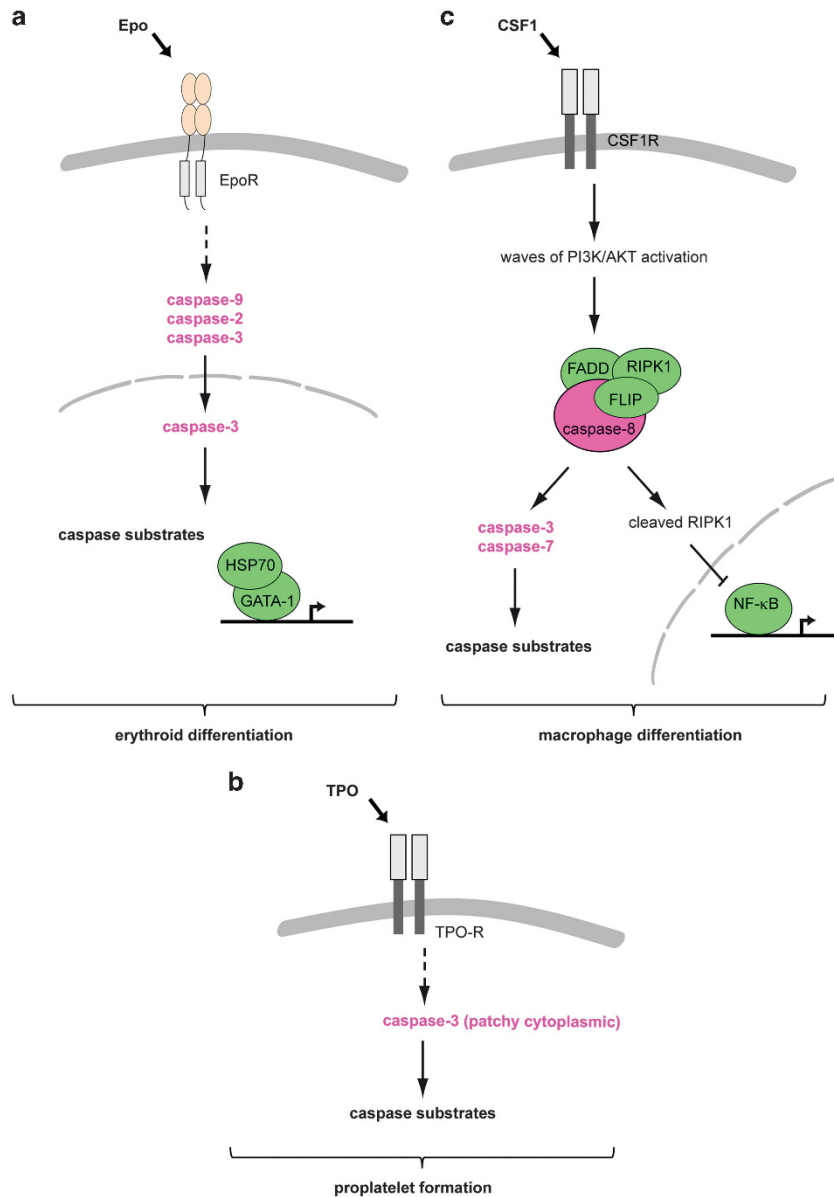 a
Epo
EpoR
caspase-9
caspase-2
caspase-3
caspase-3
caspase substrates
HSP70
GATA-1
erythroid differentiation
c
CSF1
CSF1R
waves of PI3K/AKT activation
FADD
RIPK1
FLIP
caspase-8
caspase-3
caspase-7
cleaved RIPK1
NF-κB
caspase substrates
macrophage differentiation
b
TPO
TPO-R
caspase-3 (patchy cytoplasmic)
caspase substrates
proplatelet formation